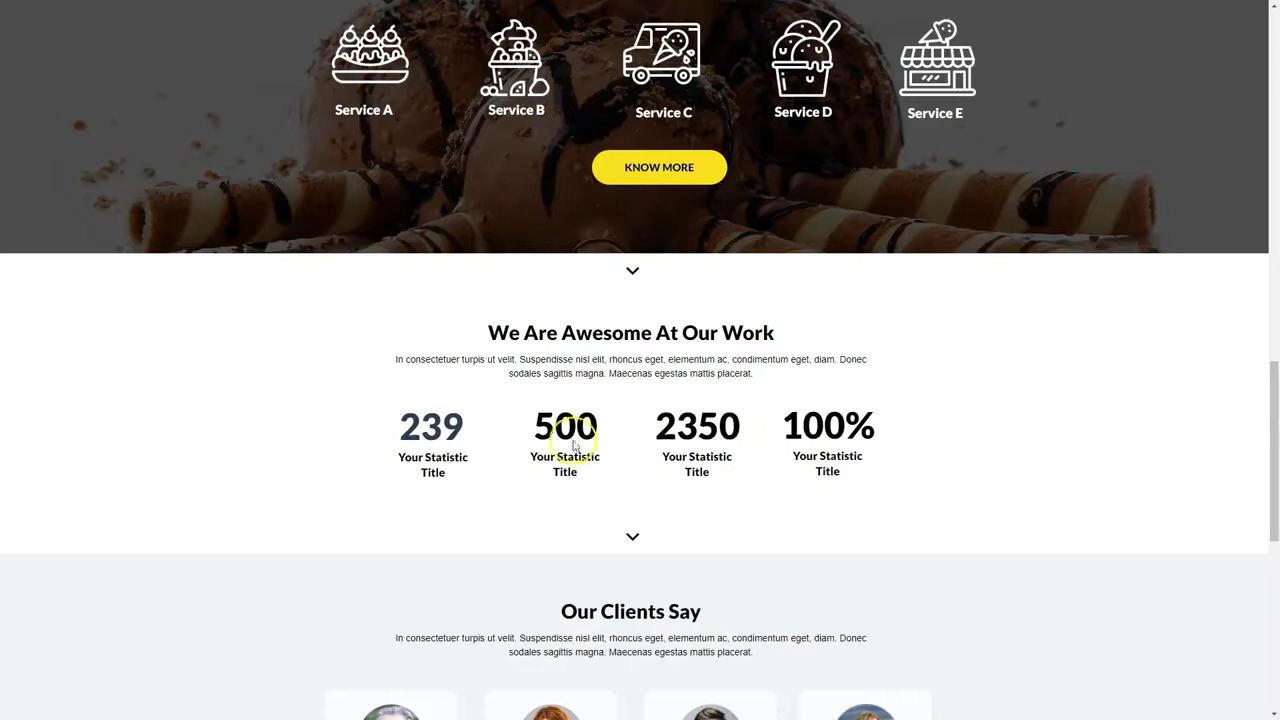 Service A
Service B
Service C
Service D
Service E
KNOW MORE
We Are Awesome At Our Work
In consectetuer turpis ut velit. Suspendisse nisl elit, rhoncus eget, elementum ac, condimentum eget, diam. Donec
sodales sagittis magna. Maecenas egestas mattis placerat.
239
500
2350
100%
Your Statistic
Title
Your Statistic
Title
Your Statistic
Title
Your Statistic
Title
Our Clients Say
In consectetuer turpis ut velit. Suspendisse nisl elit, rhoncus eget, elementum ac, condimentum eget, diam. Donec
sodales sagittis magna. Maecenas egestas mattis placerat.